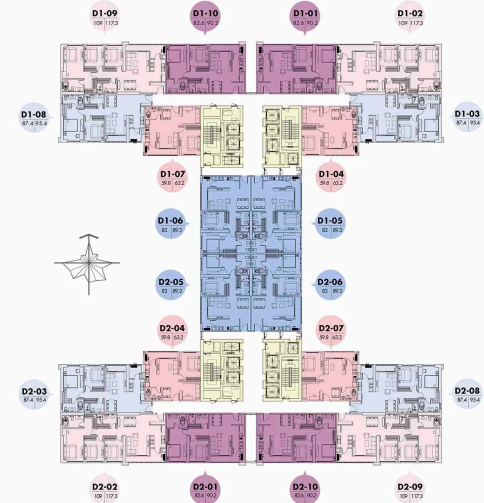 D1-09
109 117.3
D1-10
82.6 90.2
D1-01
82.6 90.2
D1-02
109 117.3
D1-08
87.4 95.4
D1-03
87.4 95.4
D1-07
59.8 63.2
D1-04
59.8 63.2
D1-06
83 89.3
D1-05
83 89.3
D2-05
83 89.3
D2-06
83 89.3
D2-04
59.8 63.2
D2-07
59.8 63.2
D2-03
87.4 95.4
D2-08
87.4 95.4
D2-02
109 117.3
D2-01
82.6 90.2
D2-10
82.6 90.2
D2-09
109 117.3